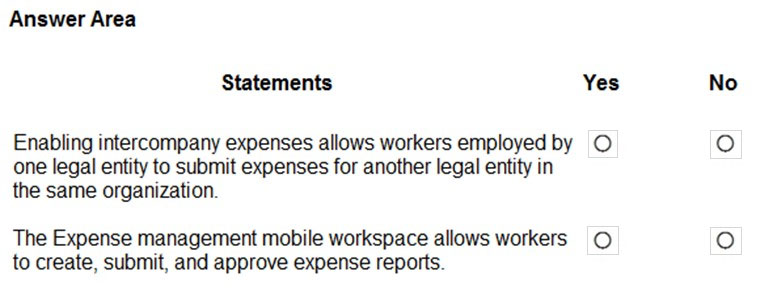 Answer Area
Statements Yes No
Enabling intercompany expenses allows workers employed by
one legal entity to submit expenses for another legal entity in
the same organization.
The Expense management mobile workspace allows workers
to create, submit, and approve expense reports.